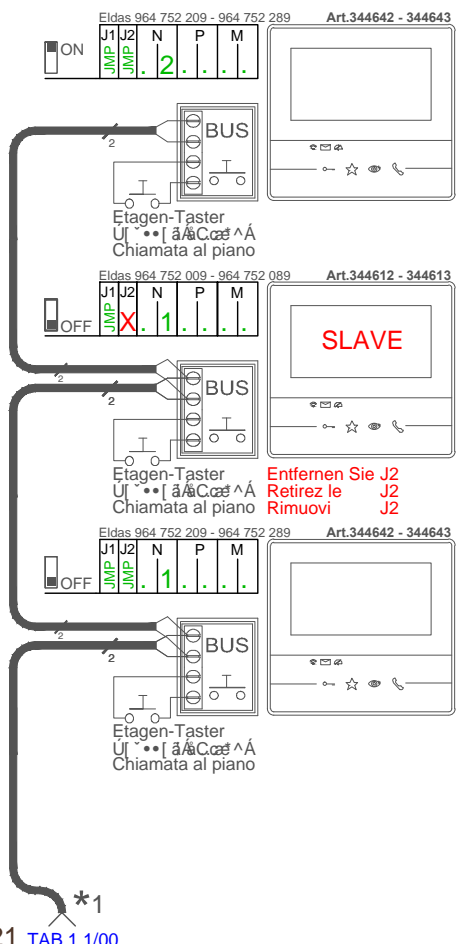 Eldas 964 752 209 - 964 752 289 Art.344642 - 344643
ON J1 J2 N P M
JMP JMP . 2 . . . .
BUS
2
Etagen-Taster
Chiamata al piano
Eldas 964 752 009 - 964 752 089 Art.344612 - 344613
J1 J2 N P M
OFF JMP X . 1 . . . .
SLAVE
2
BUS
2
Etagen-Taster Entfernen Sie J2
Retirez le J2
Chiamata al piano Rimuovi J2
Eldas 964 752 209 - 964 752 289 Art.344642 - 344643
J1 J2 N P M
OFF JMP JMP . 1 . . . .
2
BUS
2
Etagen-Taster
Chiamata al piano
*1
21 TAB 1 1/00